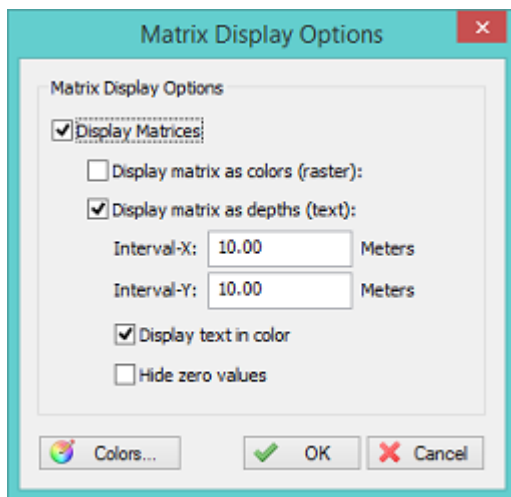 Matrix Display Options
Matrix Display Options
Display Matrices
Display matrix as colors (raster):
Display matrix as depths (text):
Interval-X: 10.00 Meters
Interval-Y: 10.00 Meters
Display text in color
Hide zero values
Colors... OK Cancel